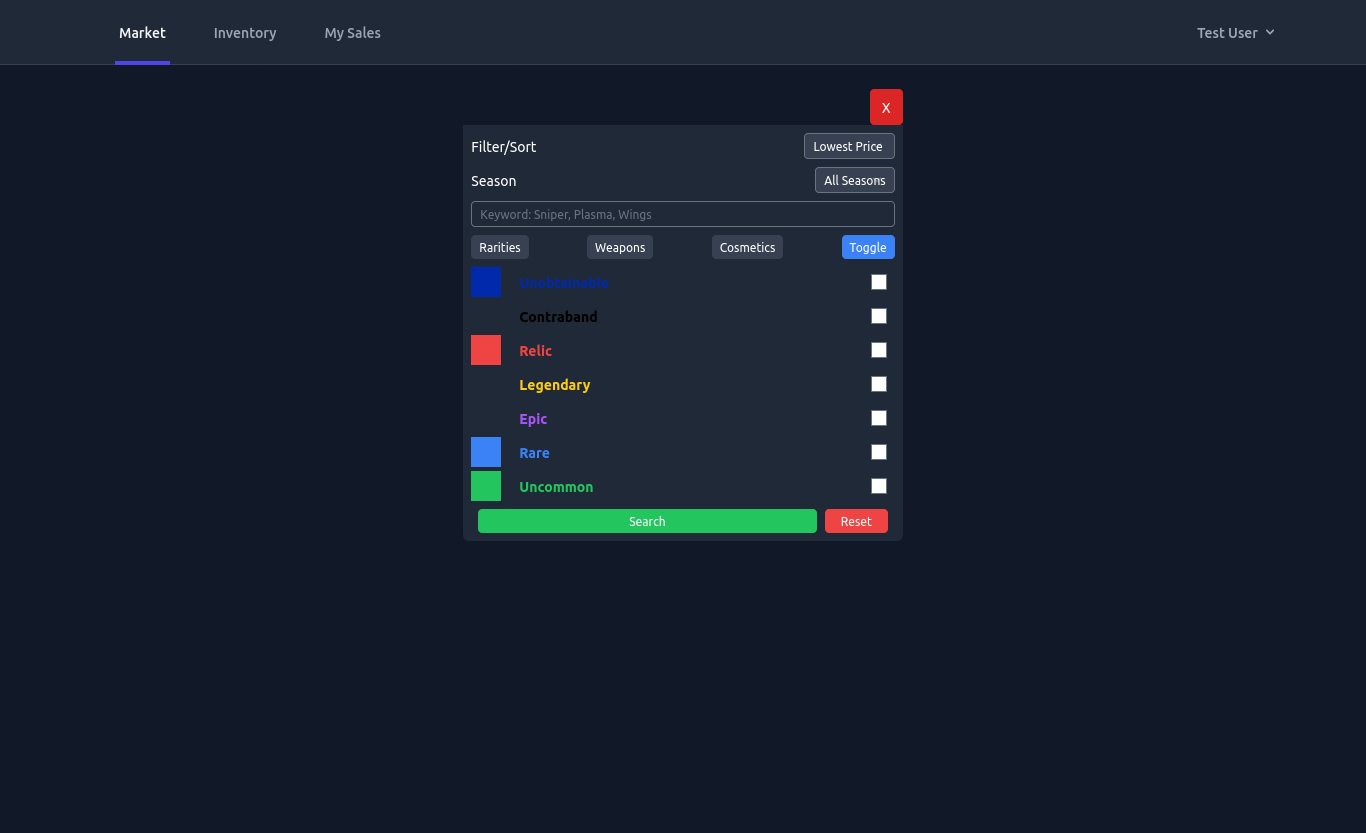 Market Inventory My Sales Test User
X
Filter/Sort Lowest Price
Season All Seasons
Keyword: Sniper, Plasma, Wings
Rarities Weapons Cosmetics Toggle
Unobtainable
Contraband
Relic
Legendary
Epic
Rare
Uncommon
Search Reset